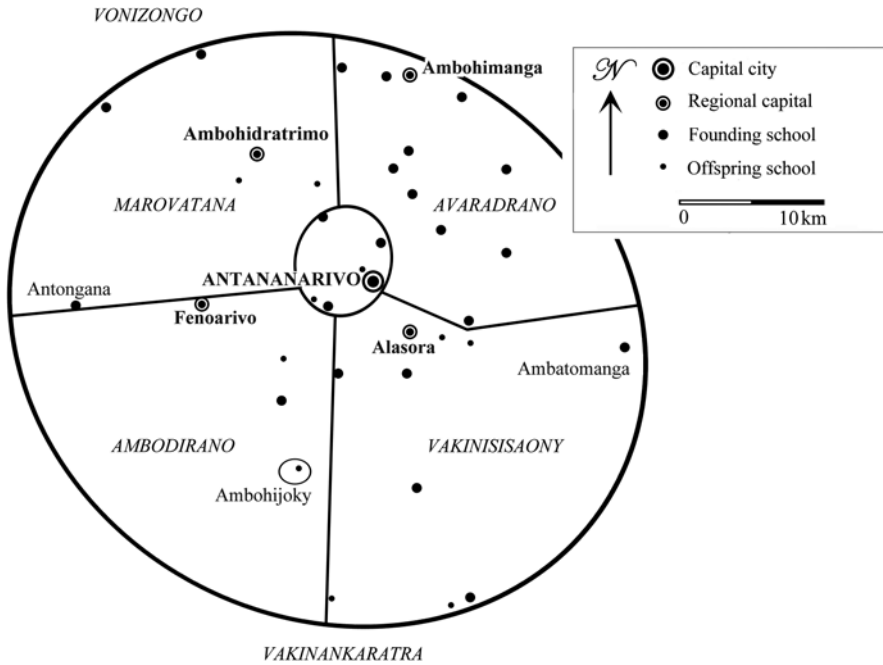 VONIZONGO
Ambohimanga
Ambohidratrimo
MAROVATANA
AVARADRANO
ANTANANARIVO
Antongana
Fenoarivo
Alasora
Ambatomanga
AMBODIRANO
VAKINISISAONY
Ambohijoky
VAKINANKARATRA
N
Capital city
Regional capital
Founding school
Offspring school
0 10 km